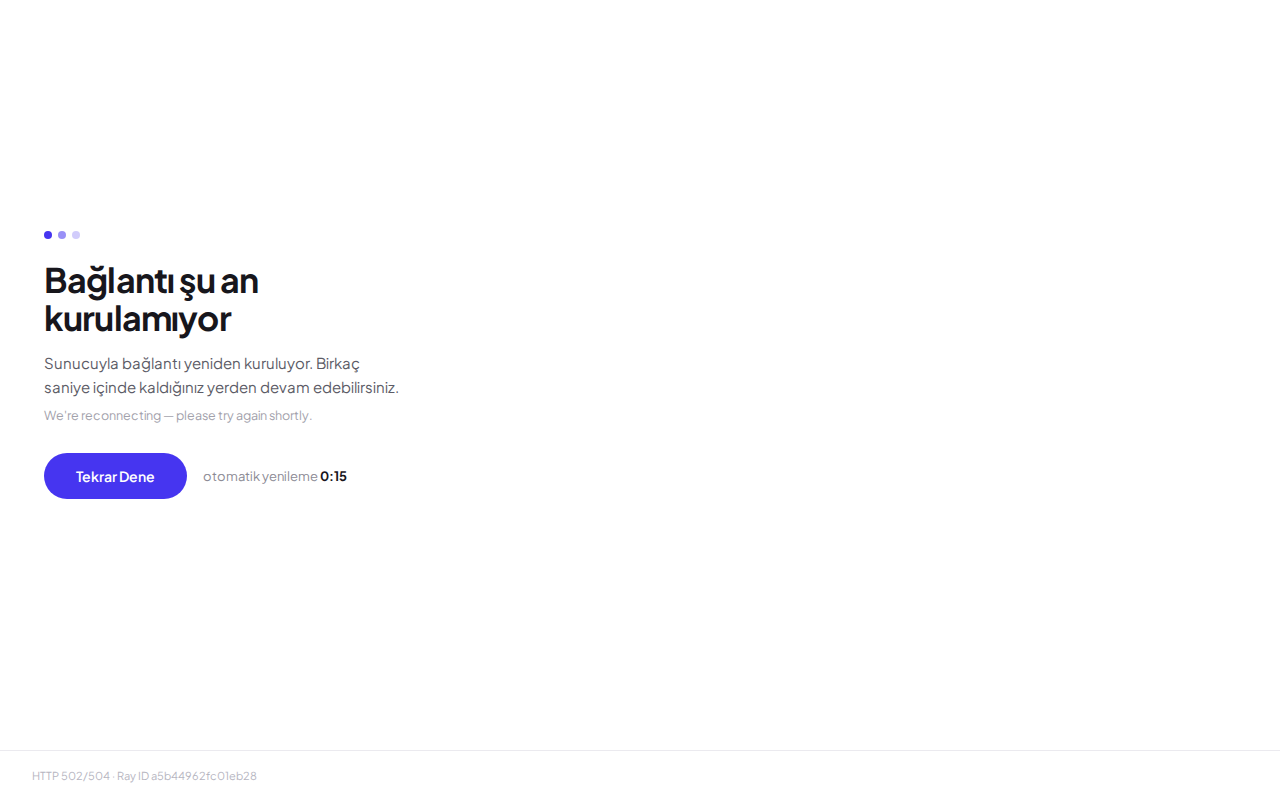 Bağlantı şu an
kurulamıyor
Sunucuyla bağlantı yeniden kuruluyor. Birkaç
saniye içinde kaldığınız yerden devam edebilirsiniz.
We're reconnecting — please try again shortly.
Tekrar Dene
otomatik yenileme 0:15
HTTP 502/504 · Ray ID a5b44962fc01eb28